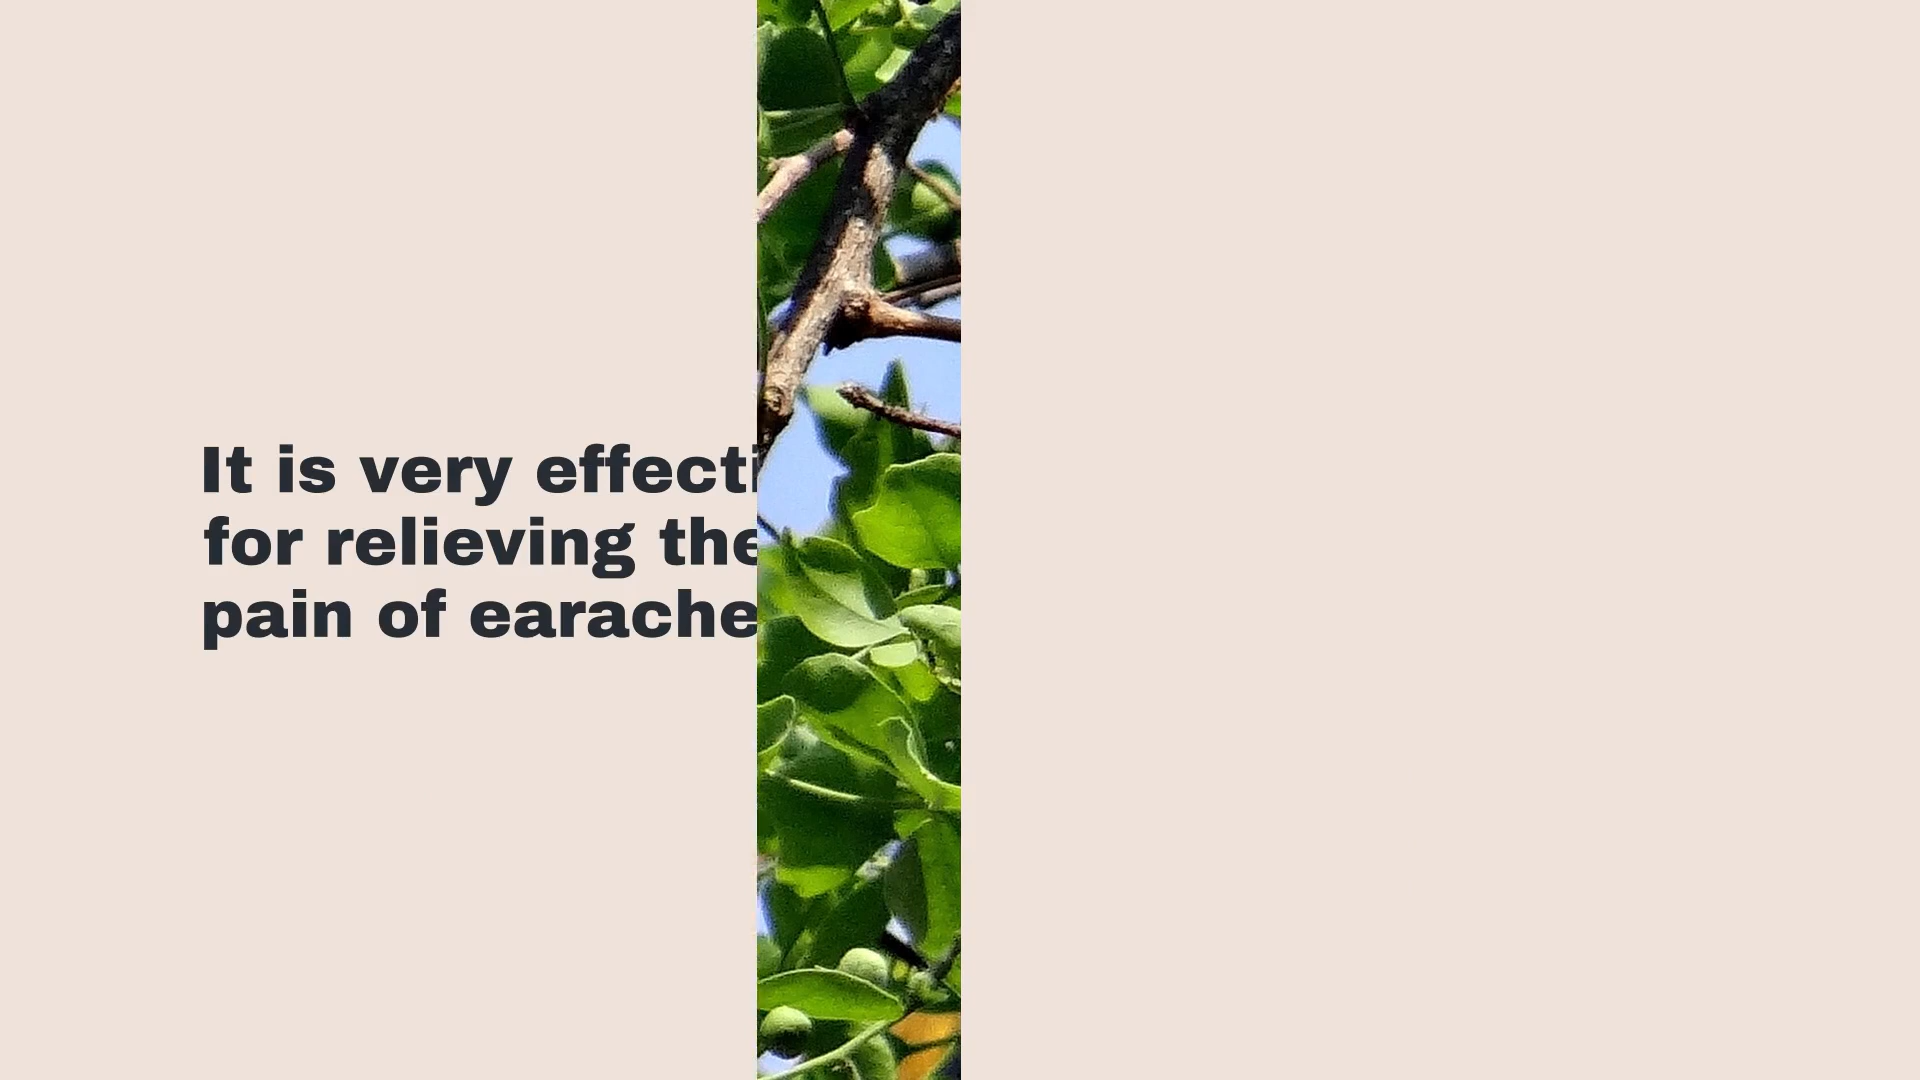 It is very effecti
for relieving the
pain of earache